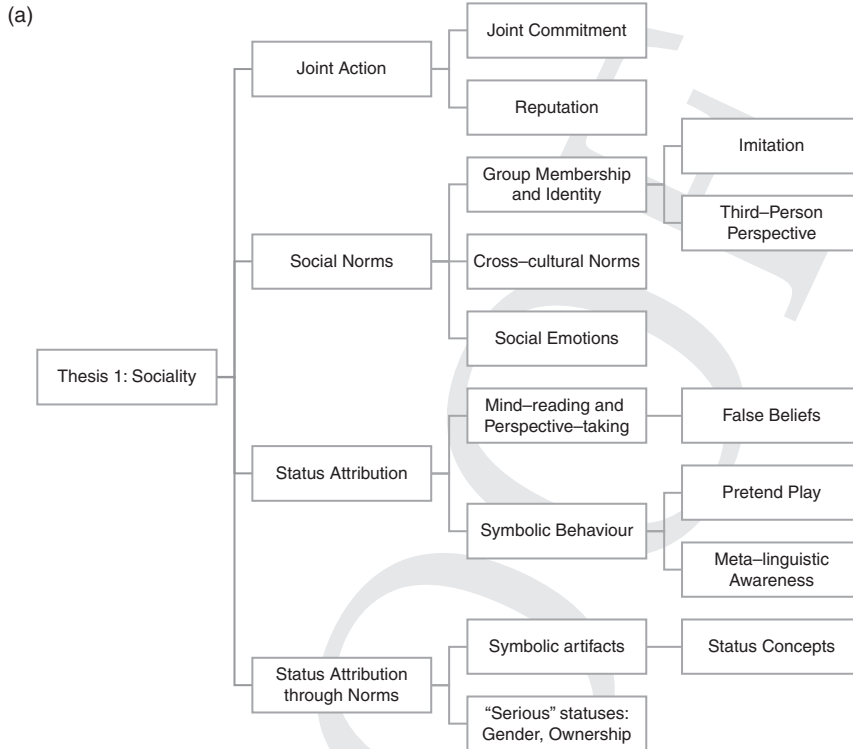 (a)
Joint Commitment
Joint Action
Reputation
Imitation
Group Membership
and Identity
Third–Person
Perspective
Social Norms
Cross–cultural Norms
Social Emotions
Thesis 1: Sociality
Mind–reading and
Perspective–taking
False Beliefs
Status Attribution
Pretend Play
Symbolic Behaviour
Meta–linguistic
Awareness
Symbolic artifacts
Status Concepts
Status Attribution
through Norms
“Serious” statuses:
Gender, Ownership